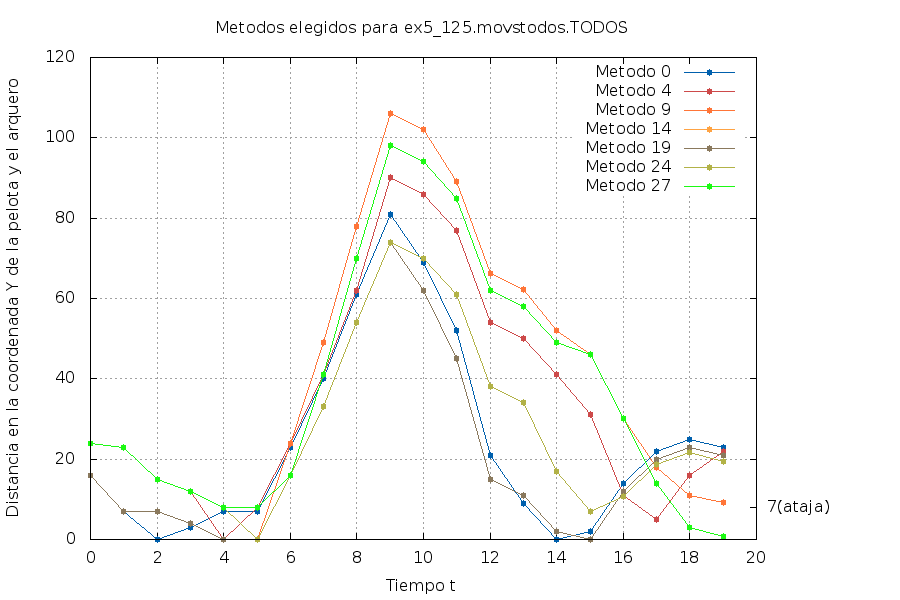 Metodos elegidos para ex5_125.movstodos.TODOS
Distancia en la coordenada Y de la pelota y el arquero
120
100
80
60
40
20
0
Metodo 0
Metodo 4
Metodo 9
Metodo 14
Metodo 19
Metodo 24
Metodo 27
7(ataja)
0 2 4 6 8 10 12 14 16 18 20
Tiempo t